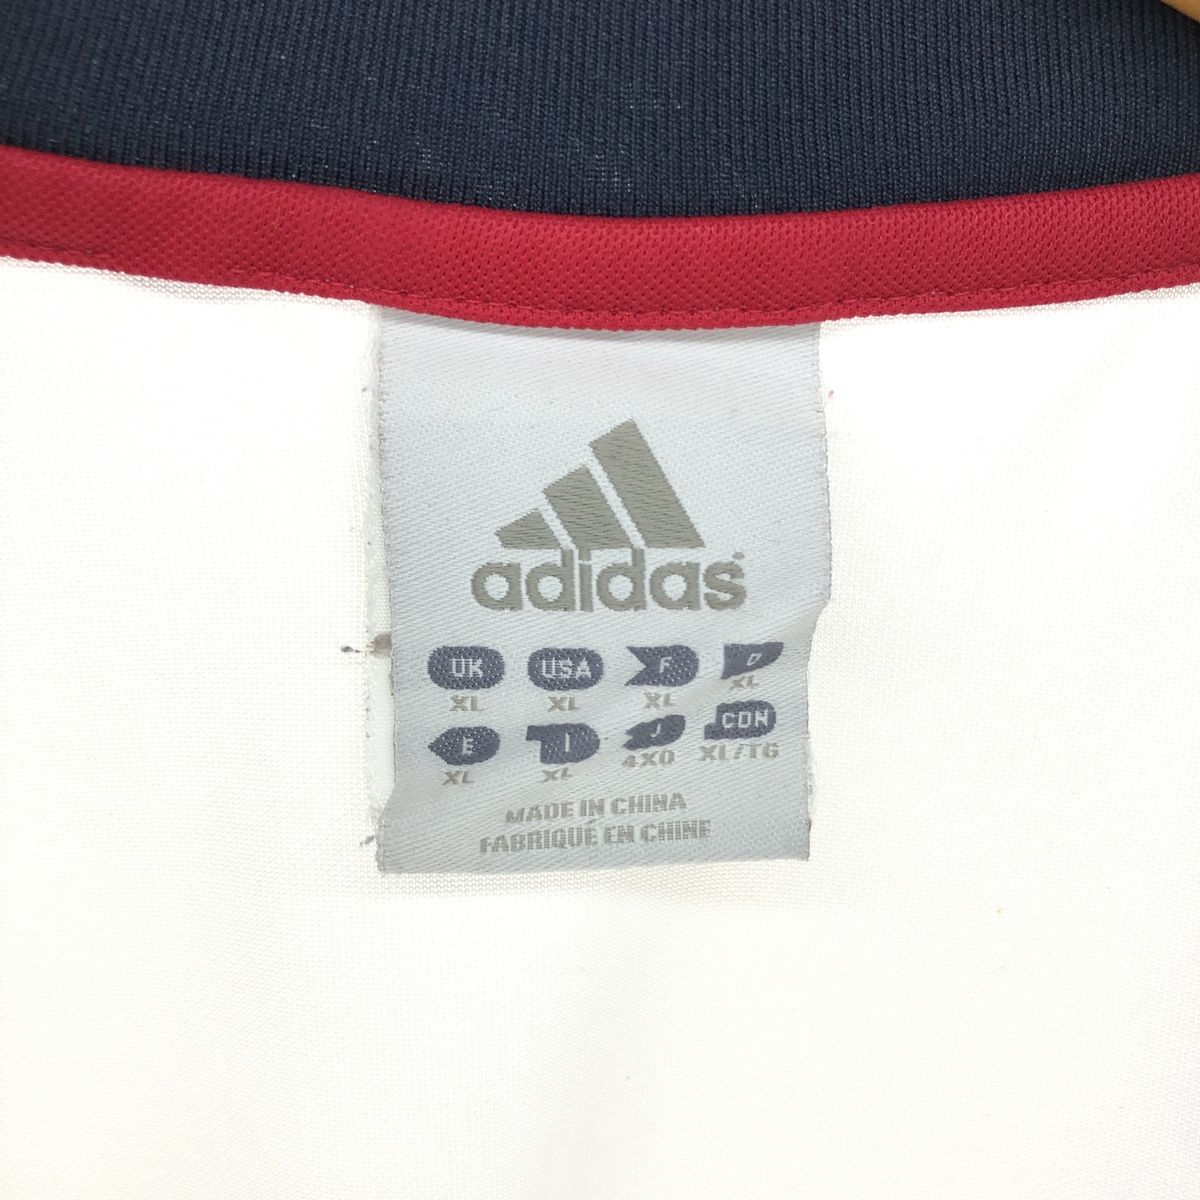 adidas
UK USA F D
XL XL XL XL
E I J CDN
XL XL 4XO XL/TG
MADE IN CHINA
FABRIQUÉ EN CHINE